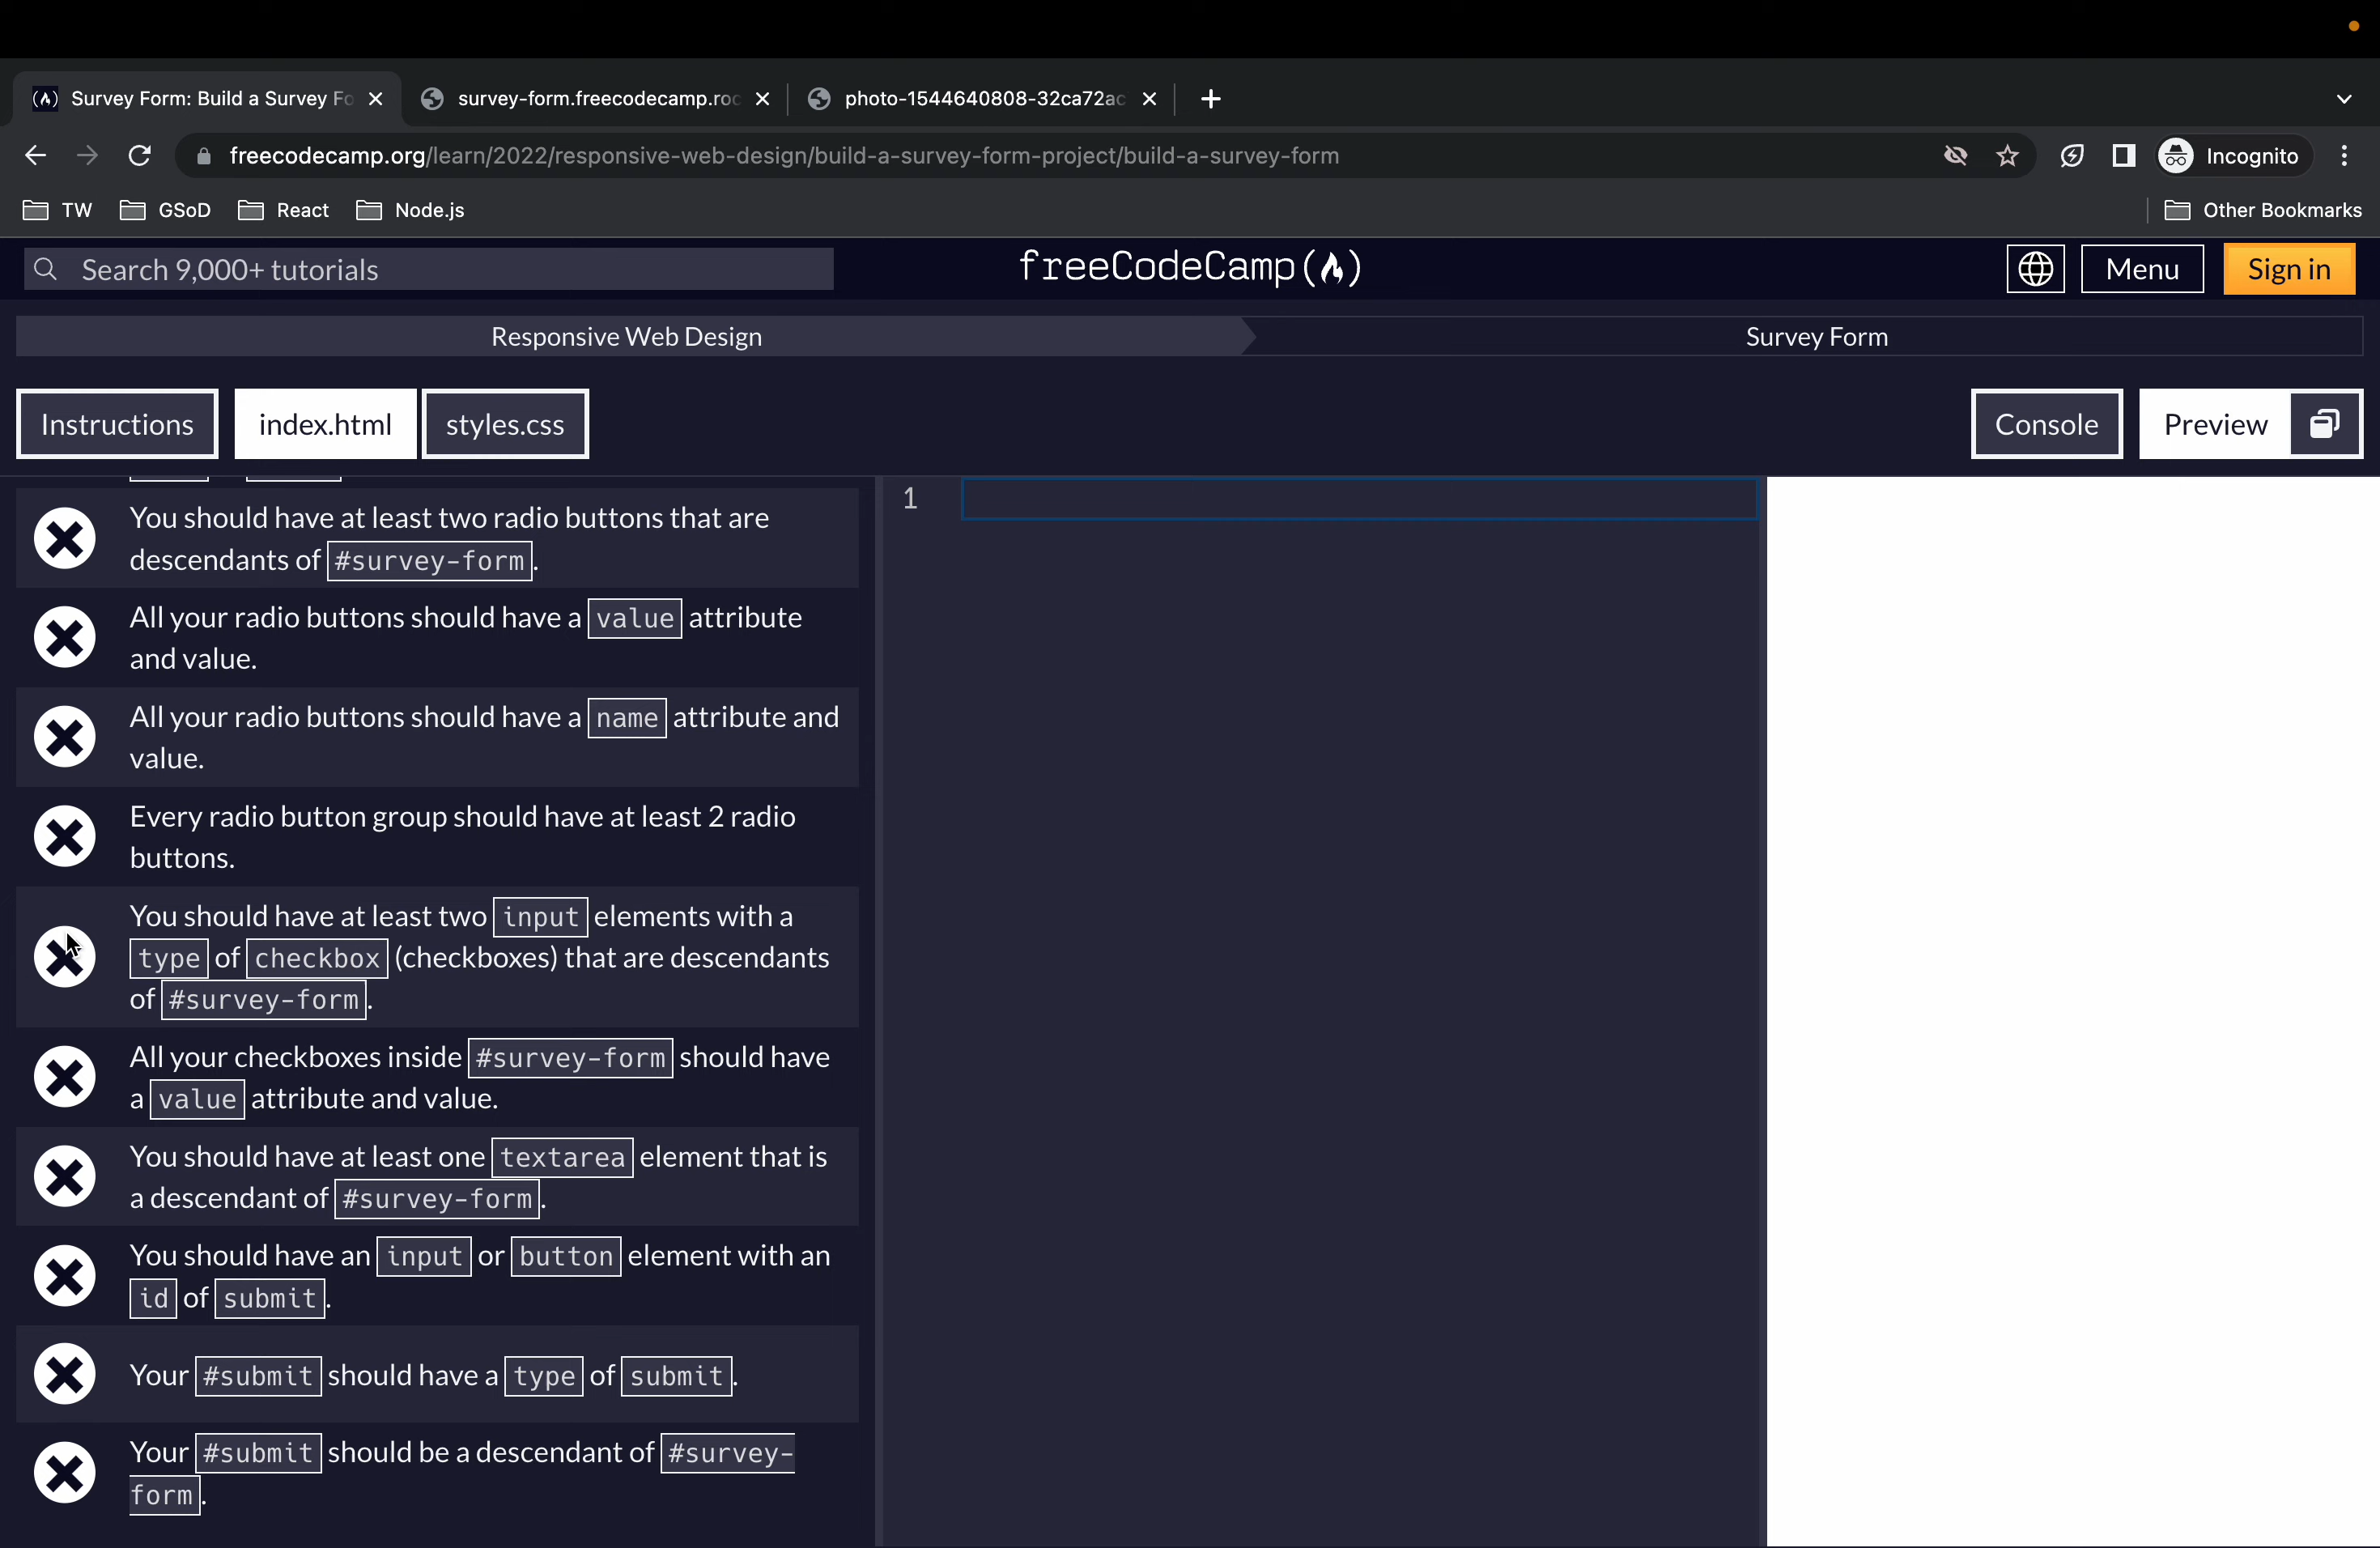 Survey Form: Build a Survey Fo
survey-form.freecodecamp.roc
photo-1544640808-32ca72ac
freecodecamp.org/learn/2022/responsive-web-design/build-a-survey-form-project/build-a-survey-form
Incognito
TW
GSoD
React
Node.js
Other Bookmarks
Search 9,000+ tutorials
freeCodeCamp
Menu
Sign in
Responsive Web Design
Survey Form
Instructions
index.html
styles.css
Console
Preview
You should have at least two radio buttons that are
descendants of #survey-form.
All your radio buttons should have a value attribute
and value.
All your radio buttons should have a name attribute and
value.
Every radio button group should have at least 2 radio
buttons.
You should have at least two input elements with a
type of checkbox (checkboxes) that are descendants
of #survey-form.
All your checkboxes inside #survey-form should have
a value attribute and value.
You should have at least one textarea element that is
a descendant of #survey-form.
You should have an input or button element with an
id of submit.
Your #submit should have a type of submit.
Your #submit should be a descendant of #survey-
form.
1